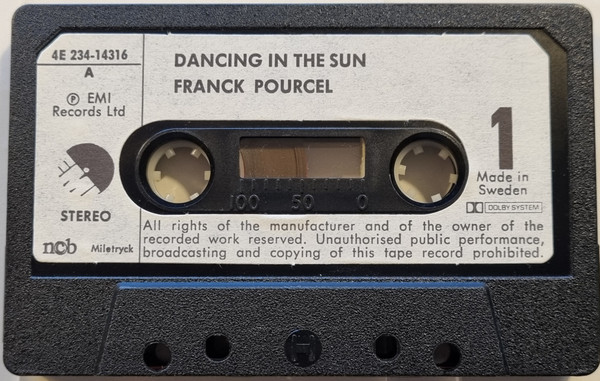 4E 234-14316
A
Ⓟ EMI
Records Ltd
STEREO
ncb Miletryck
DANCING IN THE SUN
FRANCK POURCEL
1
Made in
Sweden
DOLBY SYSTEM
100 50 0
All rights of the manufacturer and of the owner of the
recorded work reserved. Unauthorised public performance,
broadcasting and copying of this tape record prohibited.
H